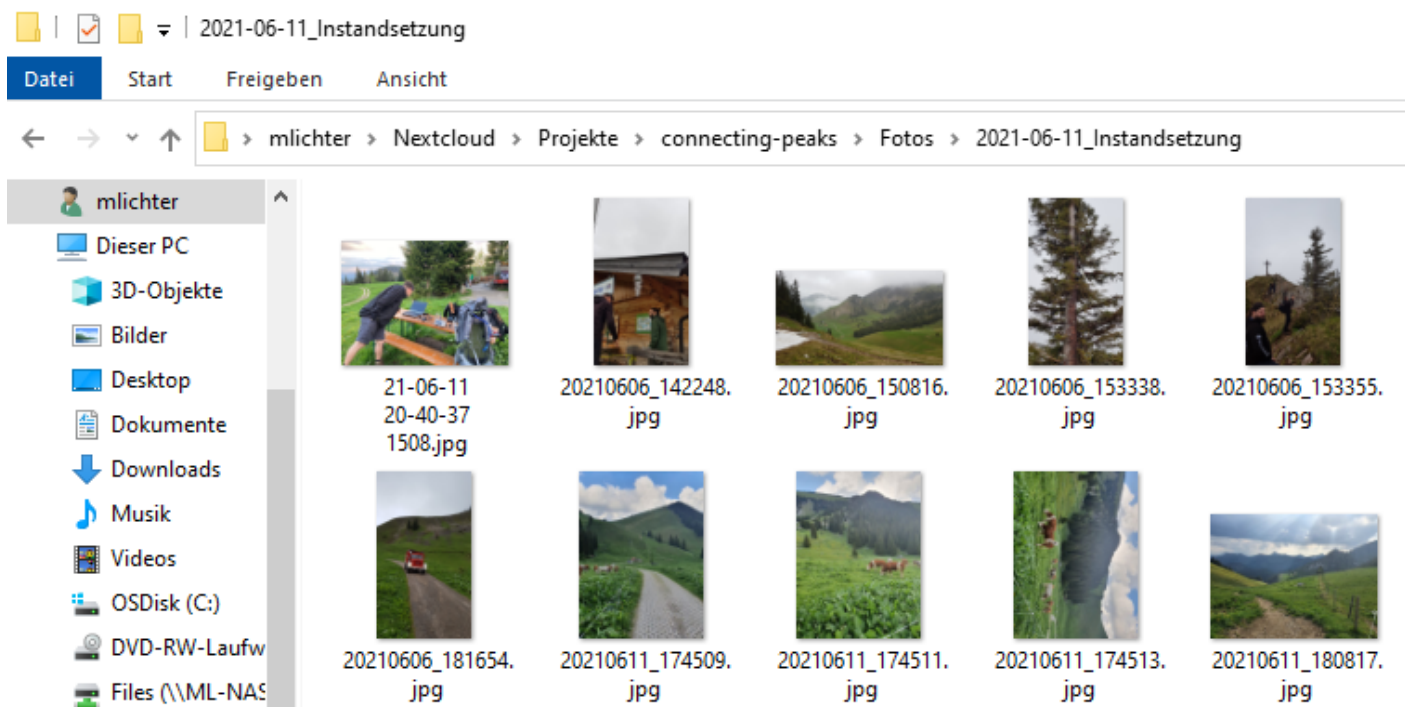 2021-06-11_Instandsetzung
Datei Start Freigeben Ansicht
mlichter > Nextcloud > Projekte > connecting-peaks > Fotos > 2021-06-11_Instandsetzung
mlichter
Dieser PC
3D-Objekte
Bilder
Desktop
Dokumente
Downloads
Musik
Videos
OSDisk (C:)
DVD-RW-Laufw
Files (\\ML-NAS
21-06-11
20-40-37
1508.jpg
20210606_142248.
jpg
20210606_150816.
jpg
20210606_153338.
jpg
20210606_153355.
jpg
20210606_181654.
jpg
20210611_174509.
jpg
20210611_174511.
jpg
20210611_174513.
jpg
20210611_180817.
jpg